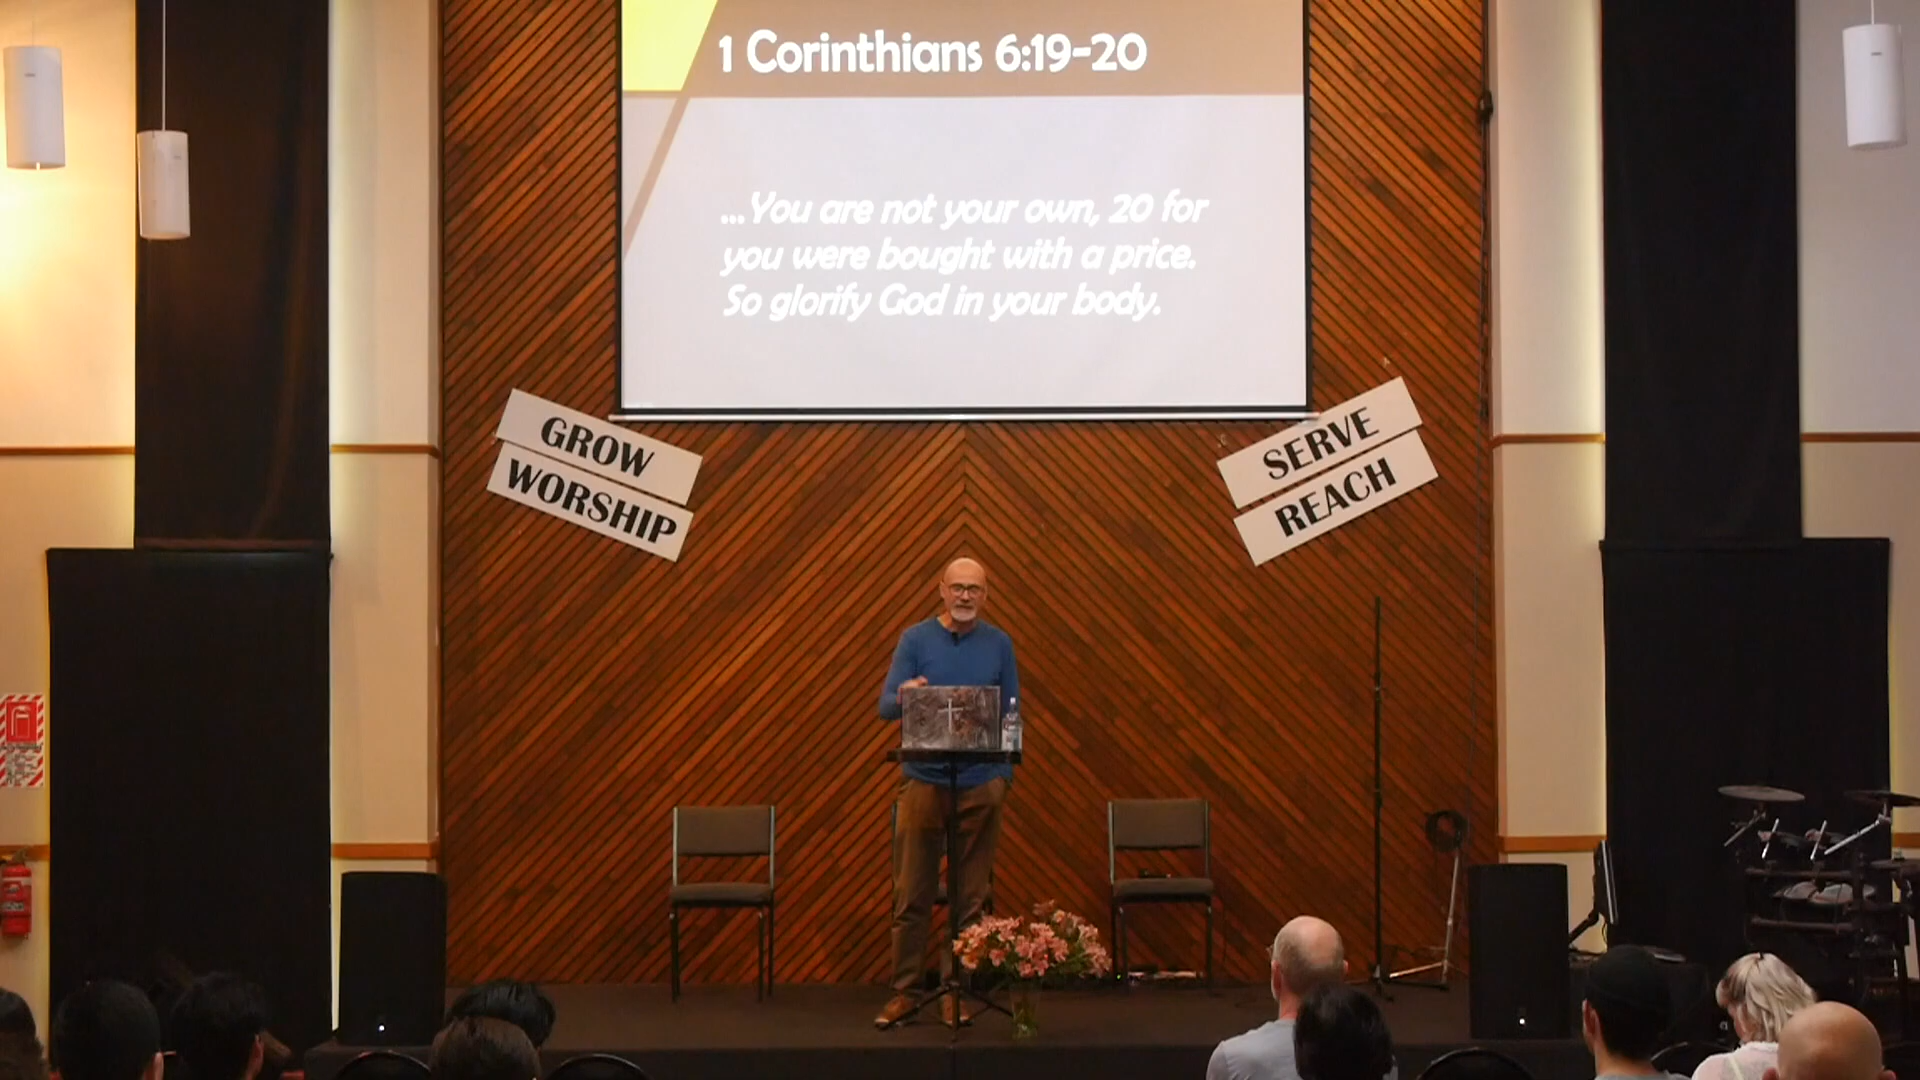 1 Corinthians 6:19-20
...You are not your own, 20 for
you were bought with a price.
So glorify God in your body.
GROW
WORSHIP
SERVE
REACH